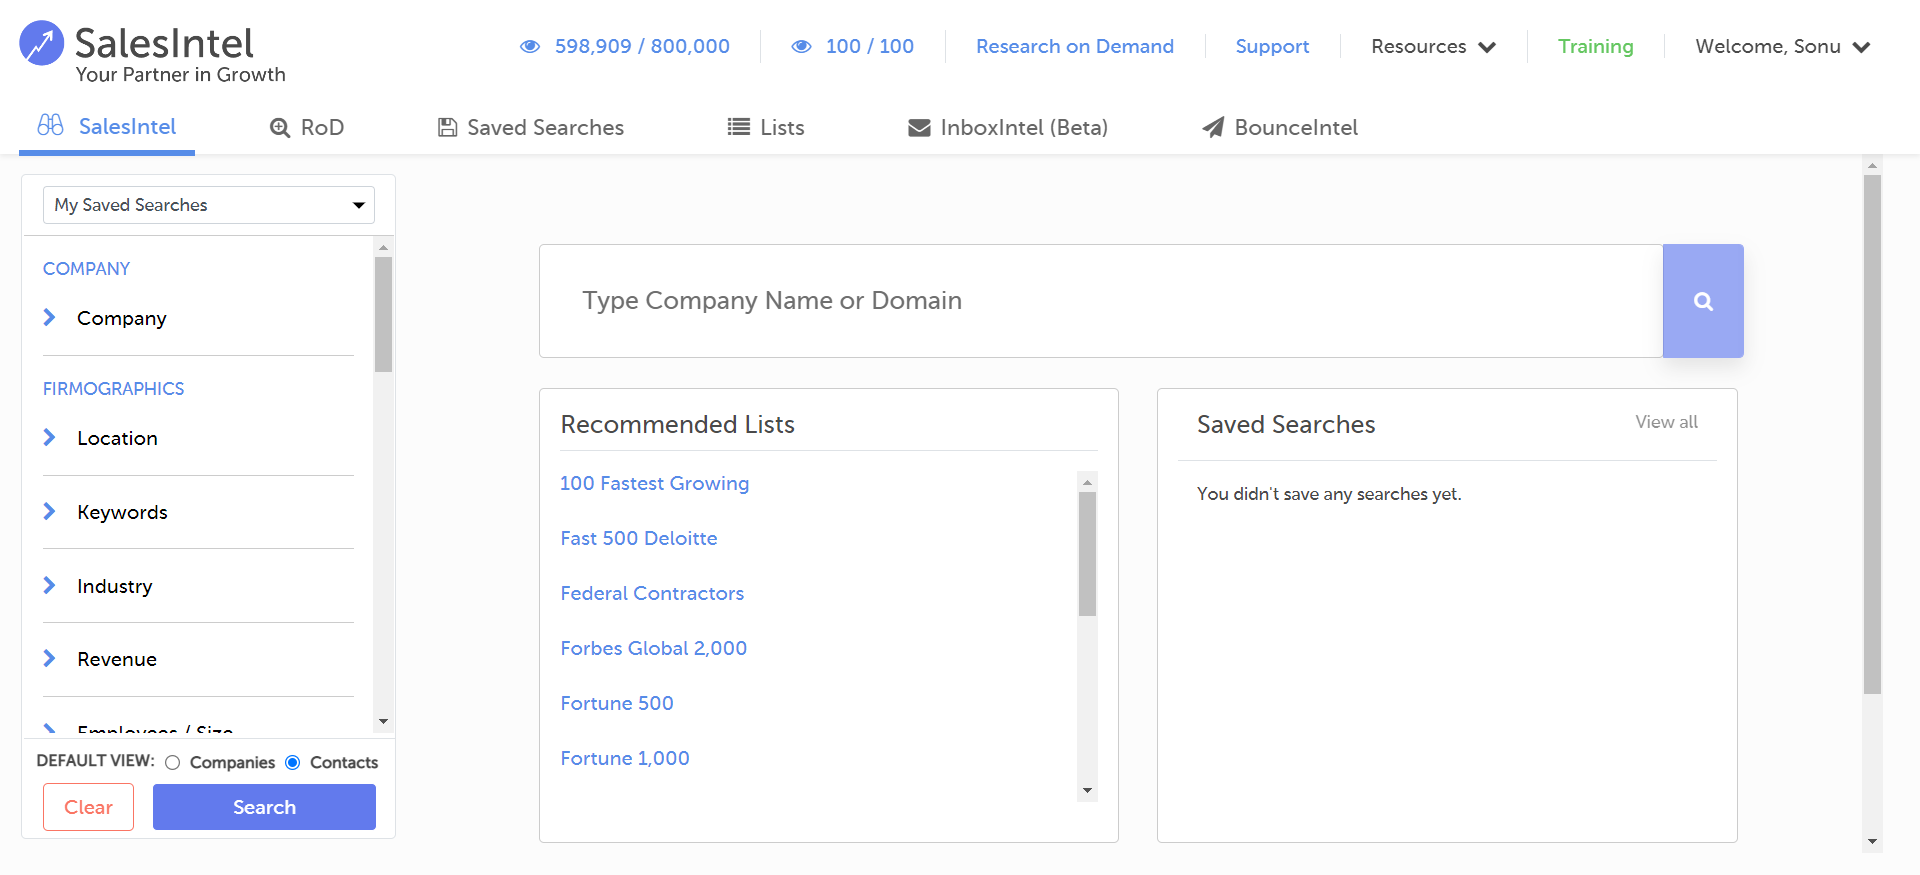 SalesIntel
Your Partner in Growth
598,909 / 800,000
100 / 100
Research on Demand
Support
Resources
Training
Welcome, Sonu
SalesIntel
RoD
Saved Searches
Lists
InboxIntel (Beta)
BounceIntel
My Saved Searches
COMPANY
Company
FIRMOGRAPHICS
Location
Keywords
Industry
Revenue
Employees / Size
DEFAULT VIEW:
Companies
Contacts
Clear
Search
Type Company Name or Domain
Recommended Lists
100 Fastest Growing
Fast 500 Deloitte
Federal Contractors
Forbes Global 2,000
Fortune 500
Fortune 1,000
Saved Searches
View all
You didn't save any searches yet.